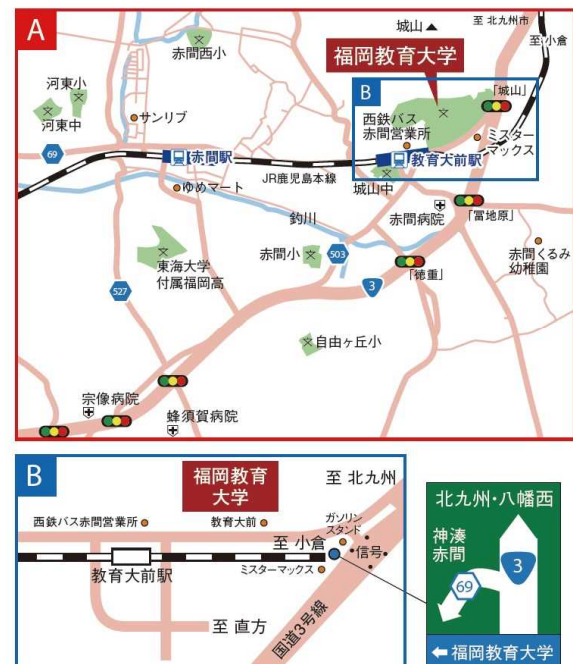 A
城山
至 北九州市
至 小倉
赤間西小
福岡教育大学
河東小
B
「城山」
河東中
サンリブ
西鉄バス
赤間営業所
ミスター
マックス
69
赤間駅
教育大前駅
JR鹿児島本線
城山中
ゆめマート
釣川
赤間病院
「冨地原」
赤間小
503
赤間くるみ
幼稚園
東海大学
付属福岡高
「徳重」
3
527
自由ヶ丘小
宗像病院
蜂須賀病院
B
福岡教育
大学
至 北九州
西鉄バス赤間営業所
教育大前
ガソリン
スタンド
至 小倉
信号
教育大前駅
ミスターマックス
至 直方
国道3号線
北九州・八幡西
神湊
赤間
69
3
福岡教育大学